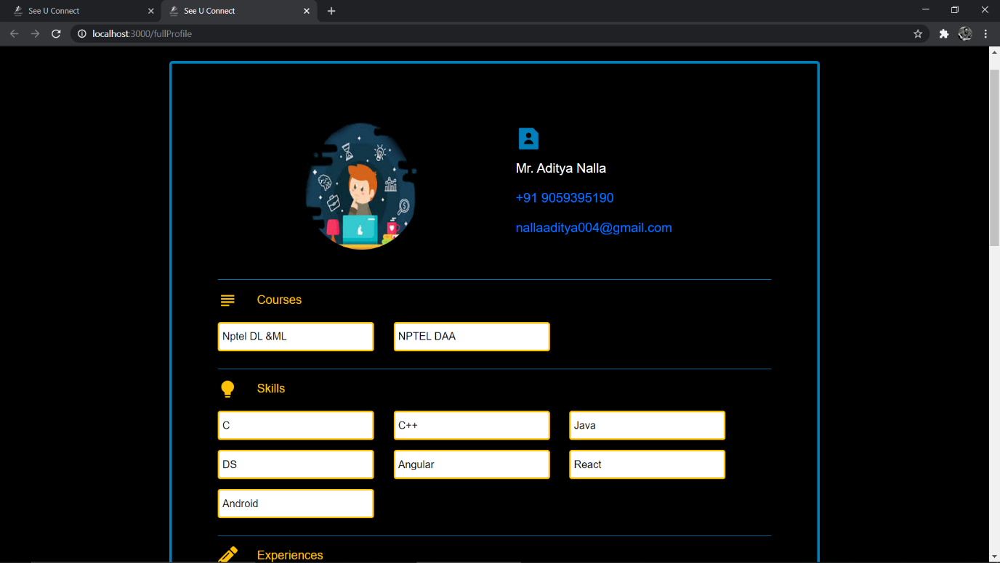 See U Connect
See U Connect
localhost:3000/fullProfile
Mr. Aditya Nalla
+91 9059395190
nallaaditya004@gmail.com
Courses
Nptel DL &ML
NPTEL DAA
Skills
C
C++
Java
DS
Angular
React
Android
Experiences